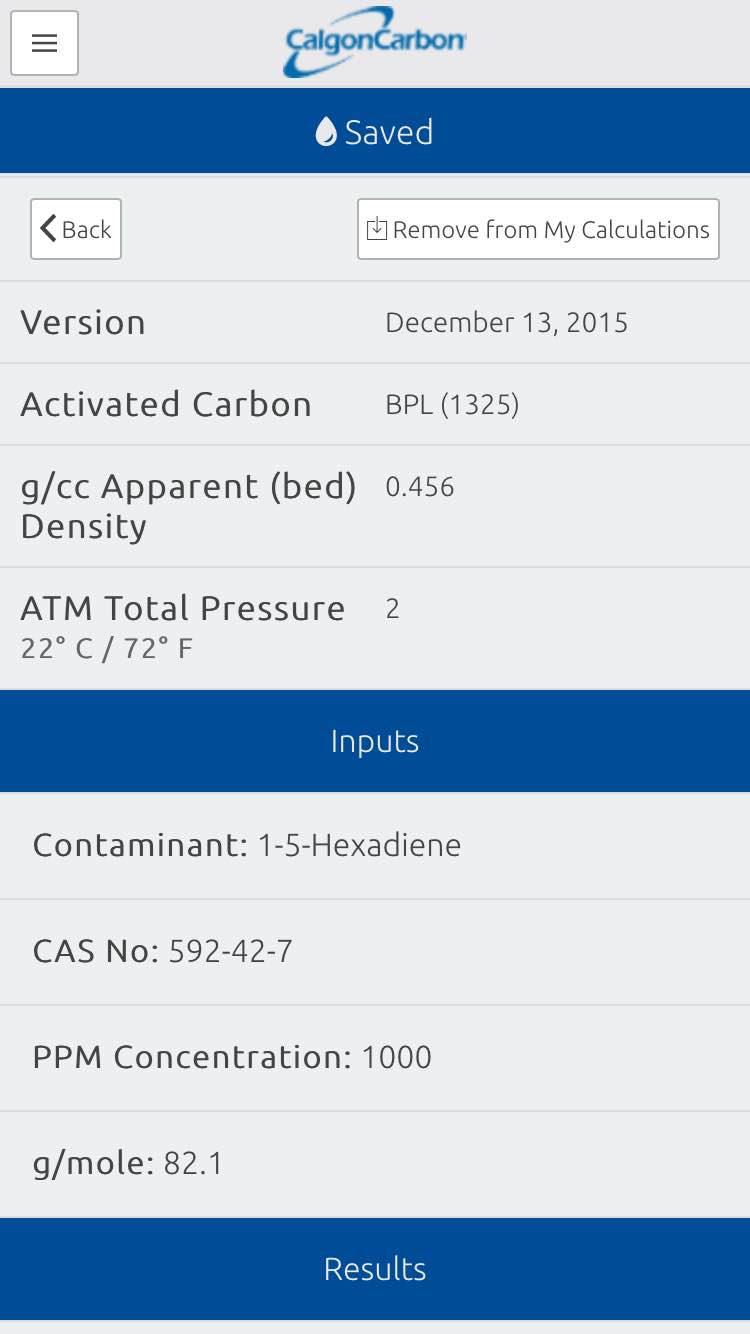 CalgonCarbon
Saved
Back
Remove from My Calculations
Version
December 13, 2015
Activated Carbon
BPL (1325)
g/cc Apparent (bed)
Density
0.456
ATM Total Pressure
22° C / 72° F
2
Inputs
Contaminant: 1-5-Hexadiene
CAS No: 592-42-7
PPM Concentration: 1000
g/mole: 82.1
Results